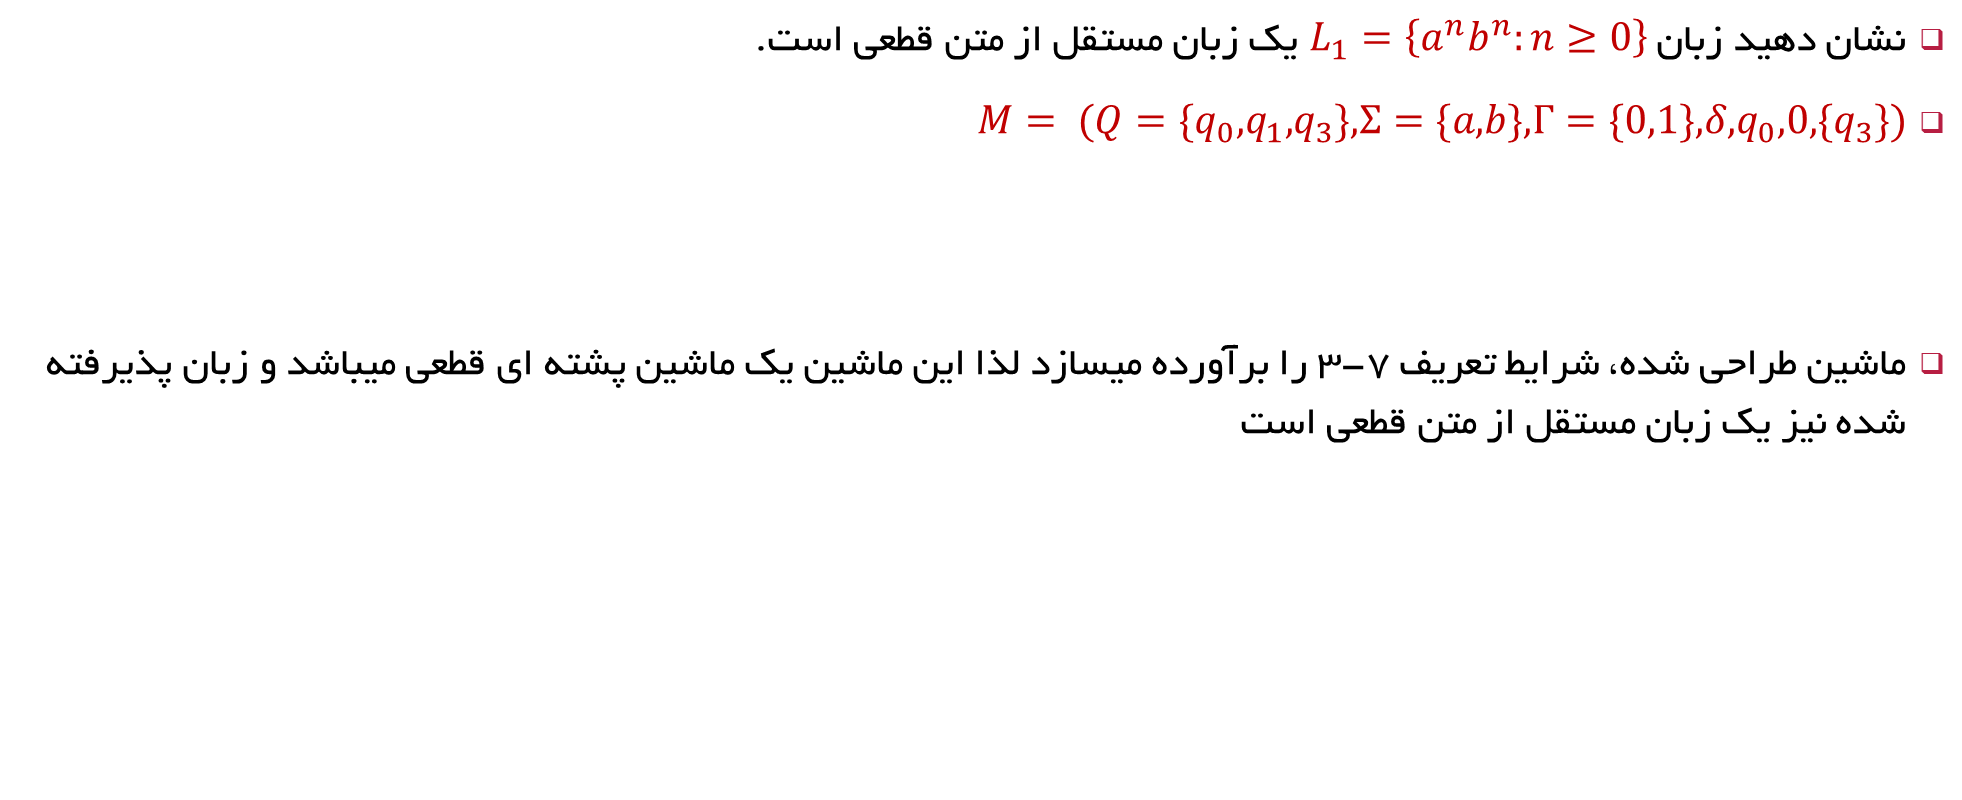 ❑ نشان دهید زبان $L_1 = \{a^n b^n : n \geq 0\}$ یک زبان مستقل از متن قطعی است.
❑ $M = (Q = \{q_0, q_1, q_3\}, \Sigma = \{a, b\}, \Gamma = \{0,1\}, \delta, q_0, 0, \{q_3\})$
❑ ماشین طراحی شده، شرایط تعریف ۷-۳ را برآورده میسازد لذا این ماشین یک ماشین پشته ای قطعی میباشد و زبان پذیرفته
شده نیز یک زبان مستقل از متن قطعی است